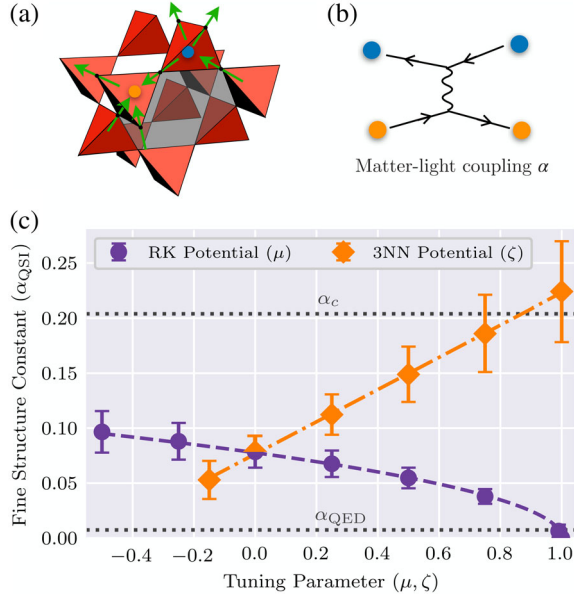 (a)
(b)
Matter-light coupling α
(c)
RK Potential (μ)
3NN Potential (ζ)
Fine Structure Constant (α_QSI)
0.25
0.20
0.15
0.10
0.05
0.00
α_c
α_QED
−0.4 −0.2 0.0 0.2 0.4 0.6 0.8 1.0
Tuning Parameter (μ, ζ)